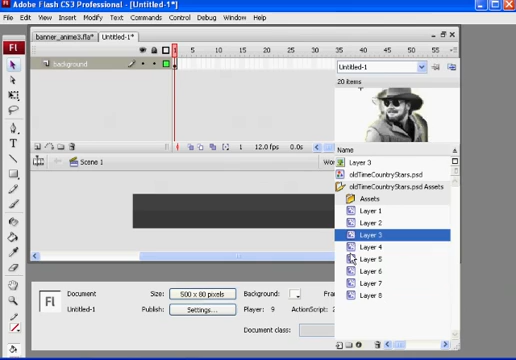 Adobe Flash CS3 Professional - [Untitled-1*]
File Edit View Insert Modify Text Commands Control Debug Window Help
Fl
banner_anime3.fla* Untitled-1*
1 5 10 15 20 25 30 35 40 45 50 55
background
1 12.0 fps 0.0s
Scene 1
Untitled-1
20 items
Name
Layer 3
oldTimeCountryStars.psd
oldTimeCountryStars.psd Assets
Assets
Layer 1
Layer 2
Layer 3
Layer 4
Layer 5
Layer 6
Layer 7
Layer 8
Fl
Document
Untitled-1
Size: 500 x 80 pixels
Background:
Publish: Settings...
Player: 9
ActionScript:
Document class: